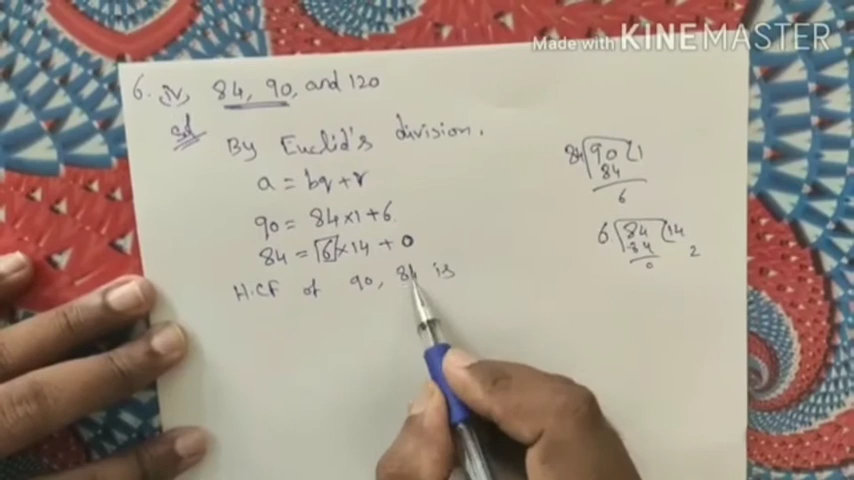 Made with KINEMASTER
6. iv, 84, 90, and 120
Sol
By Euclid's division.
a = bq + r
90 = 84 × 1 + 6.
84 = 6 × 14 + 0
H.C.F of 90, 84 is
84 90 1
84
6
6 84 14
84 2
0